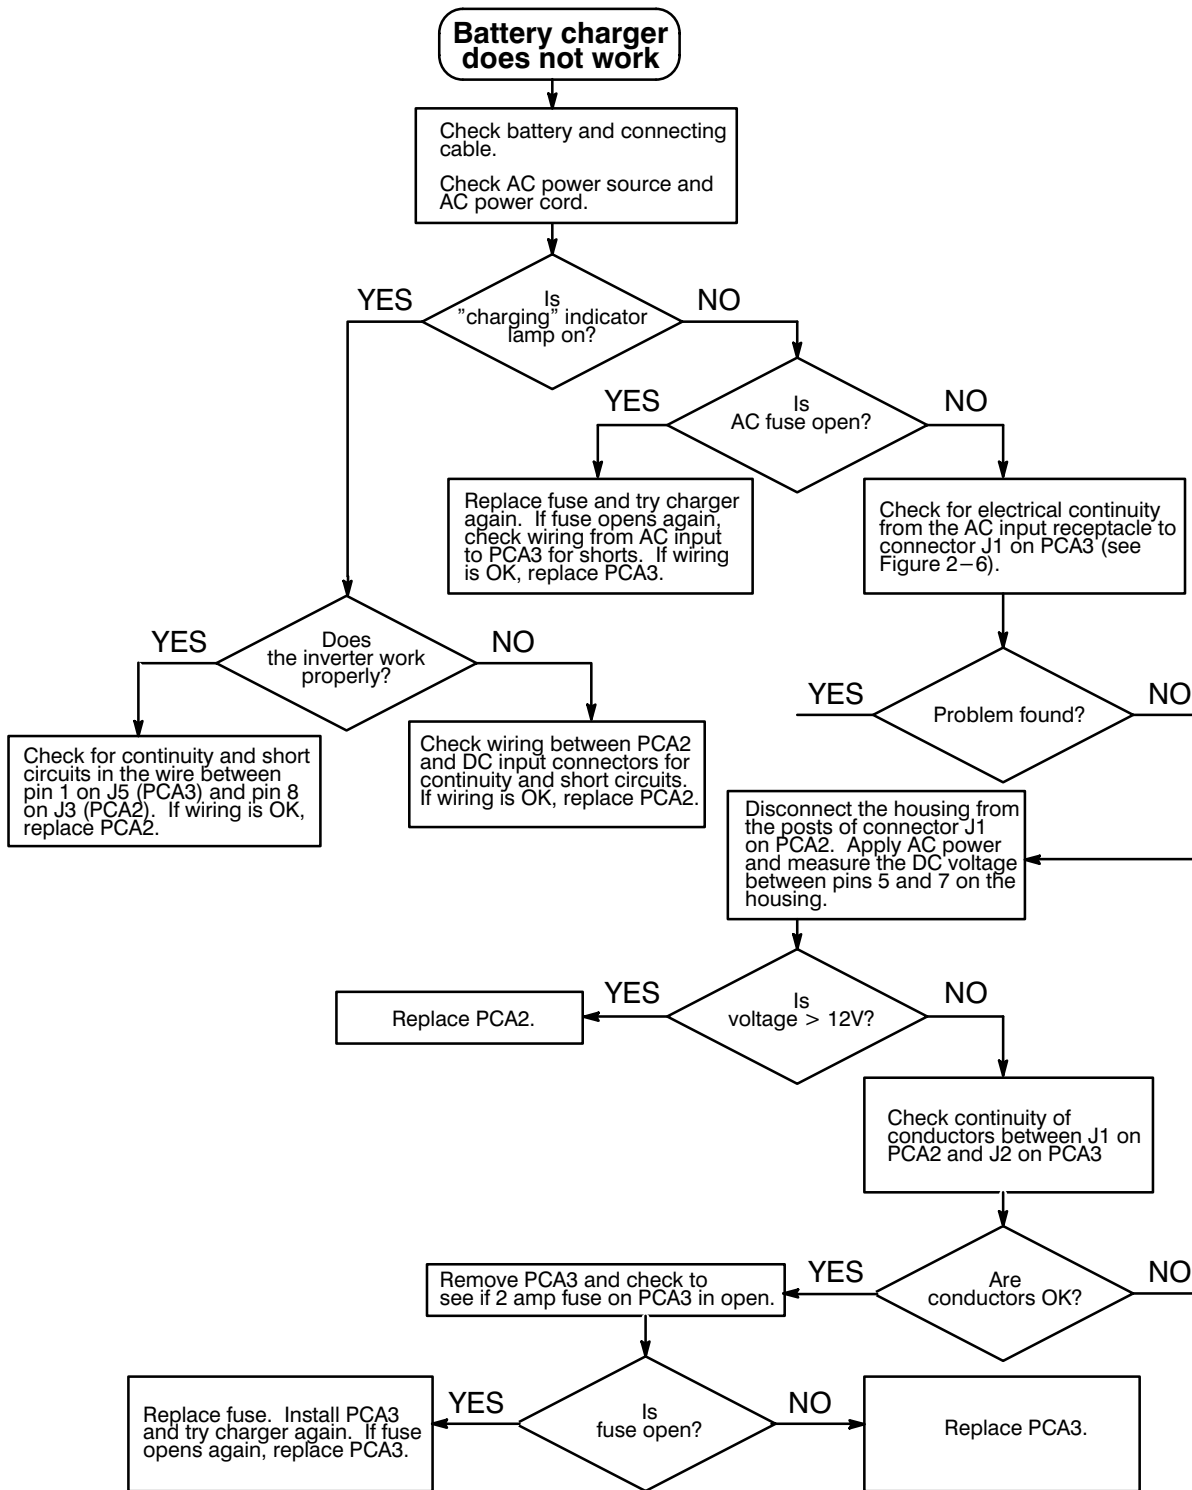 Battery charger
does not work
Check battery and connecting
cable.
Check AC power source and
AC power cord.
Is
”charging” indicator
lamp on?
YES
NO
Is
AC fuse open?
YES
NO
Replace fuse and try charger
again.  If fuse opens again,
check wiring from AC input
to PCA3 for shorts.  If wiring
is OK, replace PCA3.
Check for electrical continuity
from the AC input receptacle to
connector J1 on PCA3 (see
Figure 2−6).
Does
the inverter work
properly?
YES
NO
Problem found?
YES
NO
Check for continuity and short
circuits in the wire between
pin 1 on J5 (PCA3) and pin 8
on J3 (PCA2).  If wiring is OK,
replace PCA2.
Check wiring between PCA2
and DC input connectors for
continuity and short circuits.
If wiring is OK, replace PCA2.
Disconnect the housing from
the posts of connector J1
on PCA2.  Apply AC power
and measure the DC voltage
between pins 5 and 7 on the
housing.
Is
voltage > 12V?
YES
NO
Replace PCA2.
Check continuity of
conductors between J1 on
PCA2 and J2 on PCA3
Are
conductors OK?
YES
NO
Remove PCA3 and check to
see if 2 amp fuse on PCA3 in open.
Is
fuse open?
YES
NO
Replace fuse.  Install PCA3
and try charger again.  If fuse
opens again, replace PCA3.
Replace PCA3.